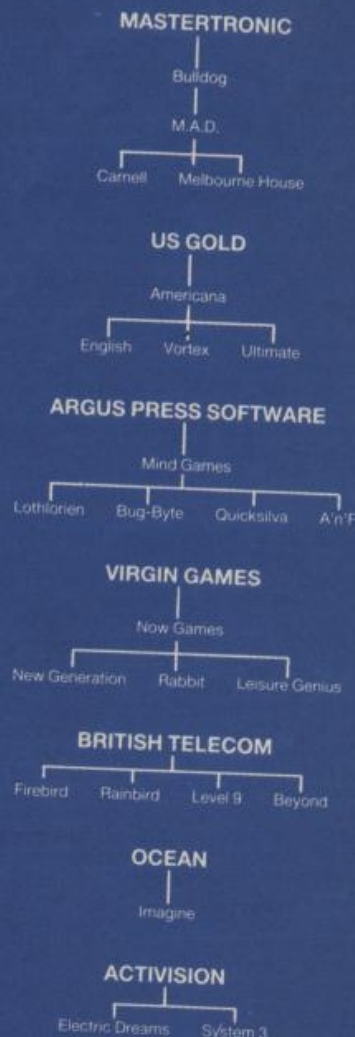 MASTERTRONIC
Bulldog
M.A.D.
Carnell Melbourne House
US GOLD
Americana
English Vortex Ultimate
ARGUS PRESS SOFTWARE
Mind Games
Lothlorien Bug-Byte Quicksilva A'n'F
VIRGIN GAMES
Now Games
New Generation Rabbit Leisure Genius
BRITISH TELECOM
Firebird Rainbird Level 9 Beyond
OCEAN
Imagine
ACTIVISION
Electric Dreams System 3